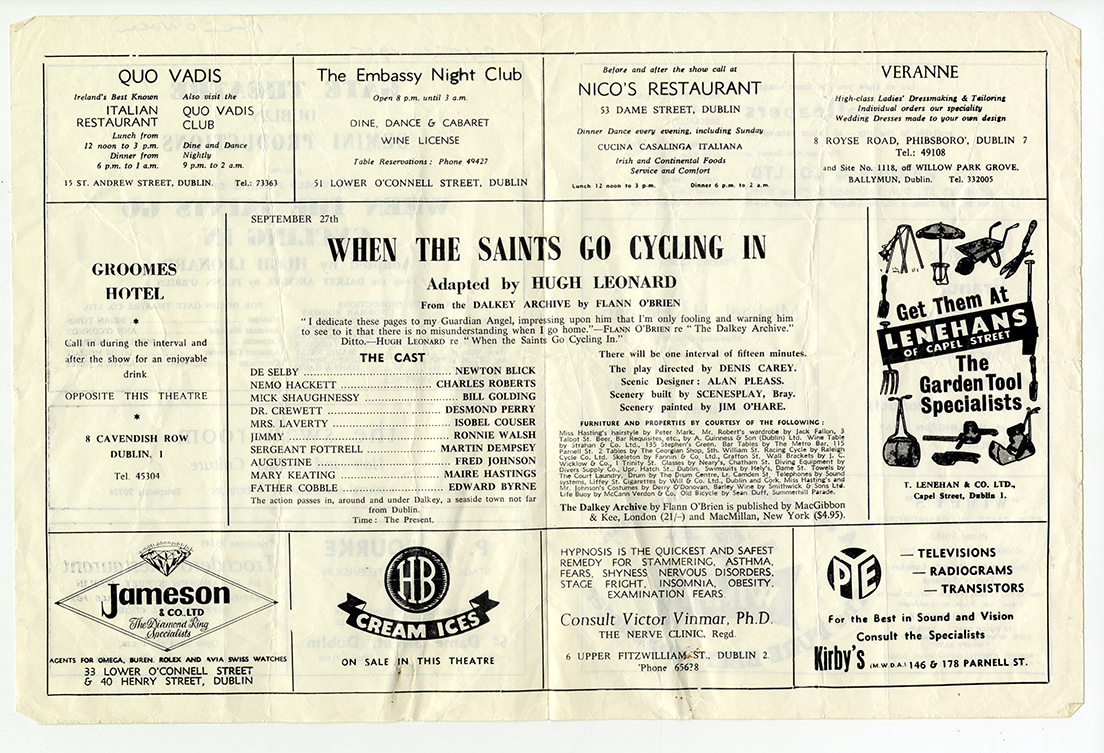 QUO VADIS
Ireland's Best Known
ITALIAN
RESTAURANT
Lunch from
12 noon to 3 p.m.
Dinner from
6 p.m. to 1 a.m.
Also visit the
QUO VADIS
CLUB
Dine and Dance
Nightly
9 p.m. to 2 a.m.
15 ST. ANDREW STREET, DUBLIN. Tel.: 73363
The Embassy Night Club
Open 8 p.m. until 3 a.m.
DINE, DANCE & CABARET
WINE LICENSE
Table Reservations : Phone 49427
51 LOWER O'CONNELL STREET, DUBLIN
Before and after the show call at
NICO'S RESTAURANT
53 DAME STREET, DUBLIN
Dinner Dance every evening, including Sunday
CUCINA CASALINGA ITALIANA
Irish and Continental Foods
Service and Comfort
Lunch 12 noon to 3 p.m. Dinner 6 p.m. to 2 a.m.
VERANNE
High-class Ladies' Dressmaking & Tailoring
Individual orders our speciality
Wedding Dresses made to your own design
8 ROYSE ROAD, PHIBSBORO', DUBLIN 7
Tel.: 49108
and Site No. 1118, off WILLOW PARK GROVE,
BALLYMUN, Dublin. Tel. 332005
GROOMES
HOTEL
*
Call in during the interval and
after the show for an enjoyable
drink
OPPOSITE THIS THEATRE
*
8 CAVENDISH ROW
DUBLIN, 1
Tel. 45304
SEPTEMBER 27th
WHEN THE SAINTS GO CYCLING IN
Adapted by HUGH LEONARD
From the DALKEY ARCHIVE by FLANN O'BRIEN
"I dedicate these pages to my Guardian Angel, impressing upon him that I'm only fooling and warning him
to see to it that there is no misunderstanding when I go home."—FLANN O'BRIEN re "The Dalkey Archive."
Ditto.—HUGH LEONARD re "When the Saints Go Cycling In."
THE CAST
DE SELBY ... NEWTON BLICK
NEMO HACKETT ... CHARLES ROBERTS
MICK SHAUGHNESSY ... BILL GOLDING
DR. CREWETT ... DESMOND PERRY
MRS. LAVERTY ... ISOBEL COUSER
JIMMY ... RONNIE WALSH
SERGEANT FOTTRELL ... MARTIN DEMPSEY
AUGUSTINE ... FRED JOHNSON
MARY KEATING ... MAIRE HASTINGS
FATHER COBBLE ... EDWARD BYRNE
The action passes in, around and under Dalkey, a seaside town not far
from Dublin.
Time : The Present.
There will be one interval of fifteen minutes.
The play directed by DENIS CAREY.
Scenic Designer : ALAN PLEASS.
Scenery built by SCENESPLAY, Bray.
Scenery painted by JIM O'HARE.
FURNITURE AND PROPERTIES BY COURTESY OF THE FOLLOWING :
Miss Hasting's hairstyle by Peter Mark. Mr. Robert's wardrobe by Jack Fallon, 3
Talbot St. Beer, Bar Requisites, etc., by A. Guinness & Son (Dublin) Ltd. Wine Table
by Strahan & Co. Ltd., 135 Stephen's Green. Bar Tables by The Metro Bar, 115
Parnell St. 2 Tables by The Georgian Shop, Sth. William St. Racing Cycle by Raleigh
Cycle Co. Ltd. Skeleton by Fannin & Co. Ltd., Grafton St. Wall Brackets by J. C.
Wicklow & Co., 1 Trinity St. Glasses by Neary's, Chatham St. Diving Equipment by
Divers Supply Co., Upr. Hatch St. Dublin. Swimsuits by Hely's, Dame St. Towels by
The Court Laundry. Drum by The Drum Centre, Lr. Camden St. Telephones by Sound
systems, Liffey St. Cigarettes by Will & Co. Ltd., Dublin and Cork. Miss Hasting's and
Mr. Johnson's Costumes by Derry O'Donovan. Barley Wine by Smithwick & Sons Ltd.
Life Buoy by McCann Verdon & Co. Old Bicycle by Sean Duff, Summerhill Parade.
The Dalkey Archive by Flann O'Brien is published by MacGibbon
& Kee, London (21/–) and MacMillan, New York ($4.95).
Get Them At
LENEHANS
OF CAPEL STREET
The
Garden Tool
Specialists
T. LENEHAN & CO. LTD.,
Capel Street, Dublin 1.
Jameson
& CO. LTD
The Diamond Ring
Specialists
AGENTS FOR OMEGA, BUREN, ROLEX AND AVIA SWISS WATCHES
33 LOWER O'CONNELL STREET
& 40 HENRY STREET, DUBLIN
HB
CREAM ICES
ON SALE IN THIS THEATRE
HYPNOSIS IS THE QUICKEST AND SAFEST
REMEDY FOR STAMMERING, ASTHMA,
FEARS, SHYNESS NERVOUS DISORDERS,
STAGE FRIGHT, INSOMNIA, OBESITY,
EXAMINATION FEARS.
Consult Victor Vinmar, Ph.D.
THE NERVE CLINIC, Regd.
6 UPPER FITZWILLIAM ST., DUBLIN 2
'Phone 65678
PYE
— TELEVISIONS
— RADIOGRAMS
— TRANSISTORS
For the Best in Sound and Vision
Consult the Specialists
Kirby's (M.W.D.A.) 146 & 178 PARNELL ST.